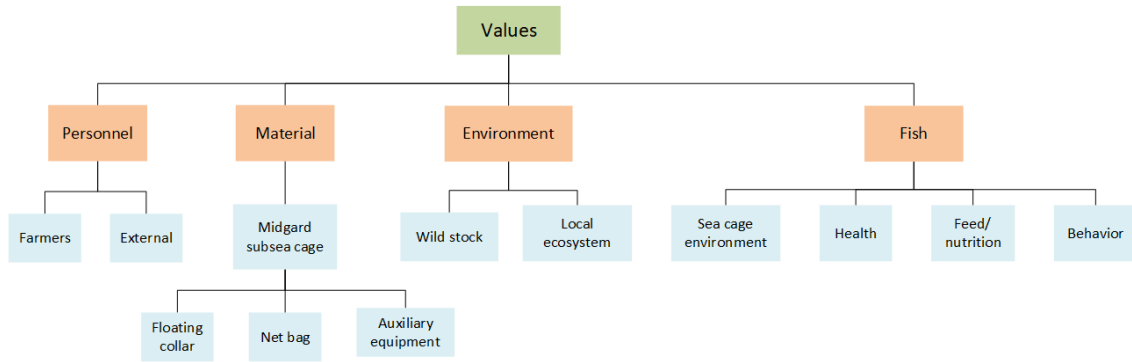 Values
Personnel
Material
Environment
Fish
Farmers
External
Midgard
subsea cage
Wild stock
Local
ecosystem
Sea cage
environment
Health
Feed/
nutrition
Behavior
Floating
collar
Net bag
Auxiliary
equipment